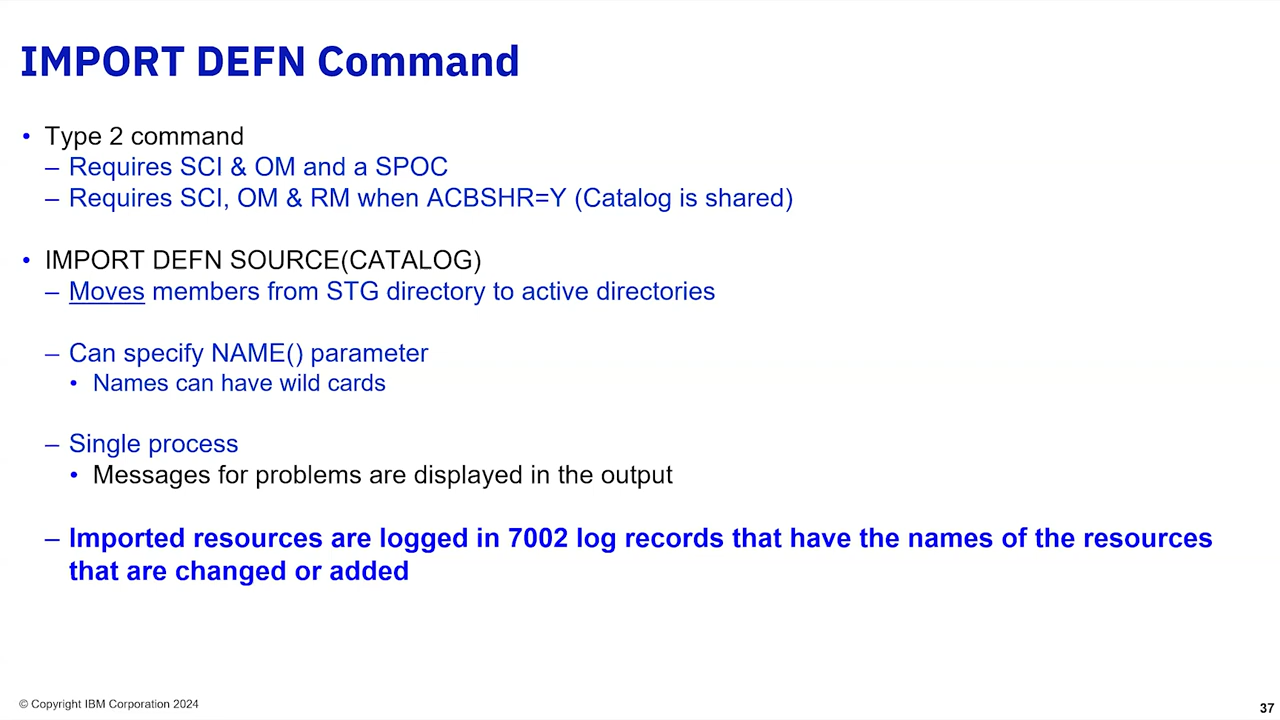 IMPORT DEFN Command
• Type 2 command
– Requires SCI & OM and a SPOC
– Requires SCI, OM & RM when ACBSHR=Y (Catalog is shared)
• IMPORT DEFN SOURCE(CATALOG)
– Moves members from STG directory to active directories
– Can specify NAME() parameter
• Names can have wild cards
– Single process
• Messages for problems are displayed in the output
– Imported resources are logged in 7002 log records that have the names of the resources
that are changed or added
© Copyright IBM Corporation 2024
37